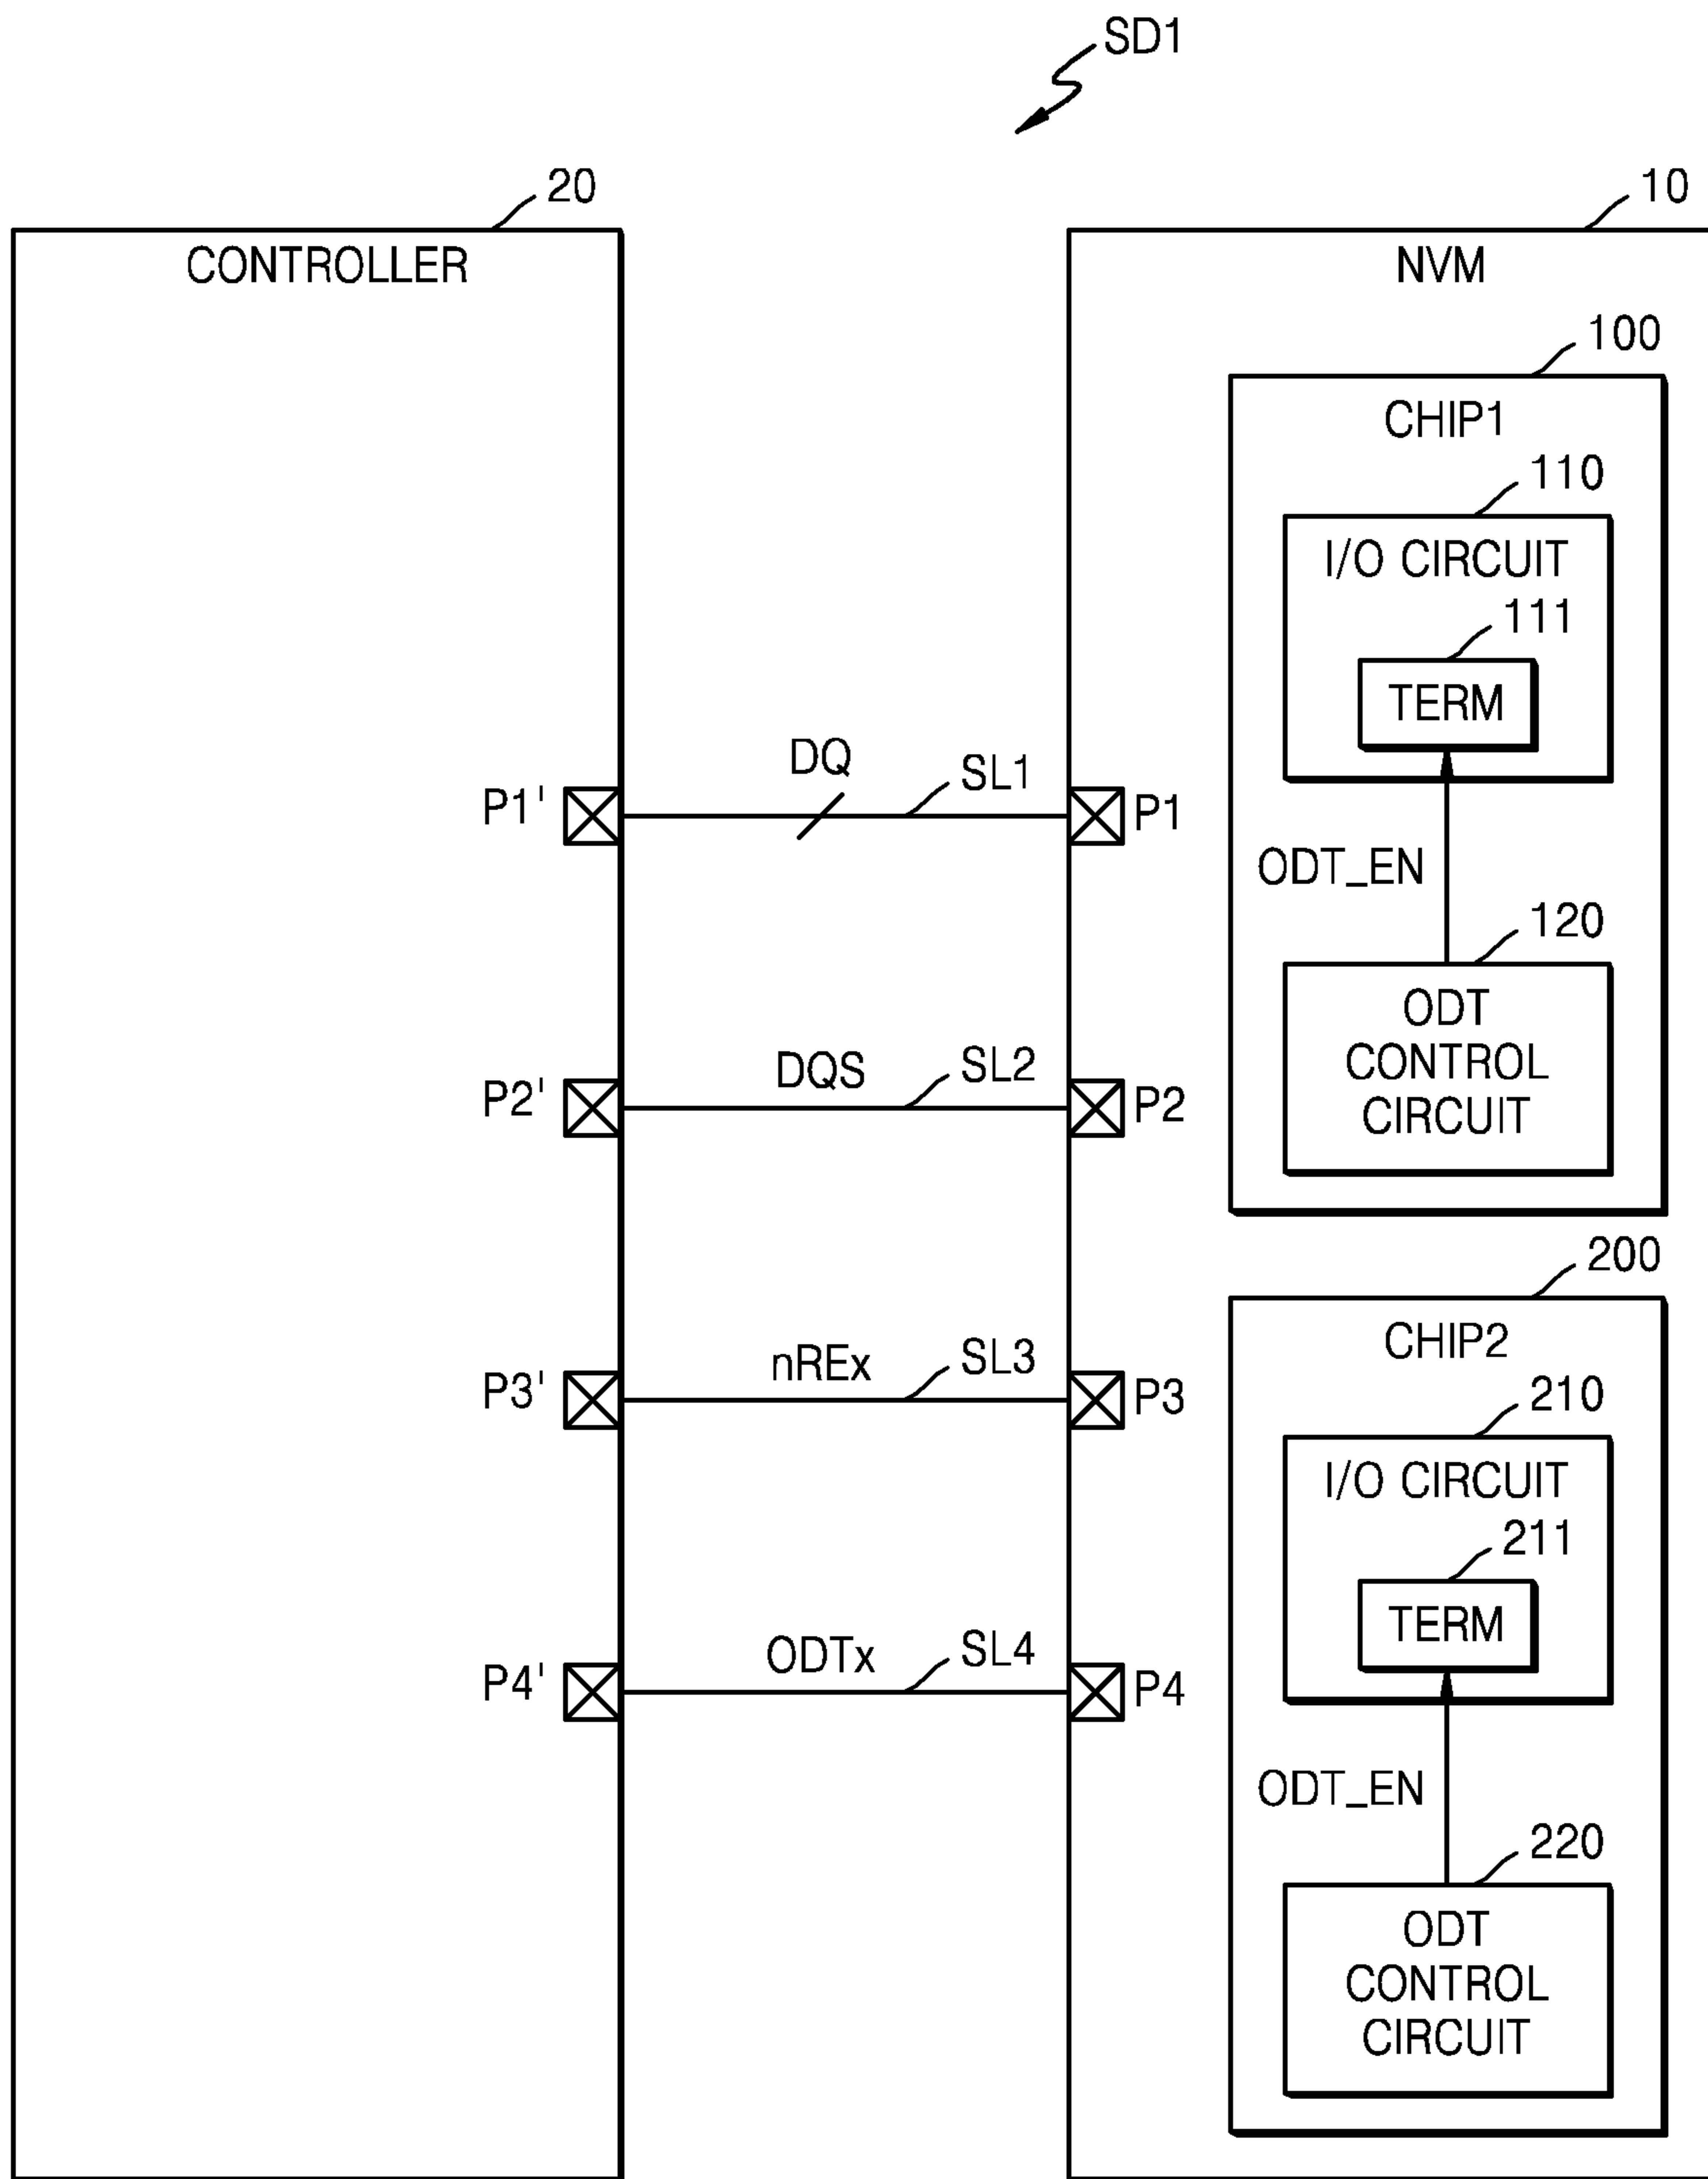 SD1
20
10
CONTROLLER
NVM
100
CHIP1
110
I/O CIRCUIT
111
TERM
DQ
SL1
P1'
P1
ODT_EN
120
ODT
CONTROL
CIRCUIT
DQS
SL2
P2'
P2
200
CHIP2
nREx
SL3
P3'
P3
210
I/O CIRCUIT
211
TERM
ODTx
SL4
P4'
P4
ODT_EN
220
ODT
CONTROL
CIRCUIT